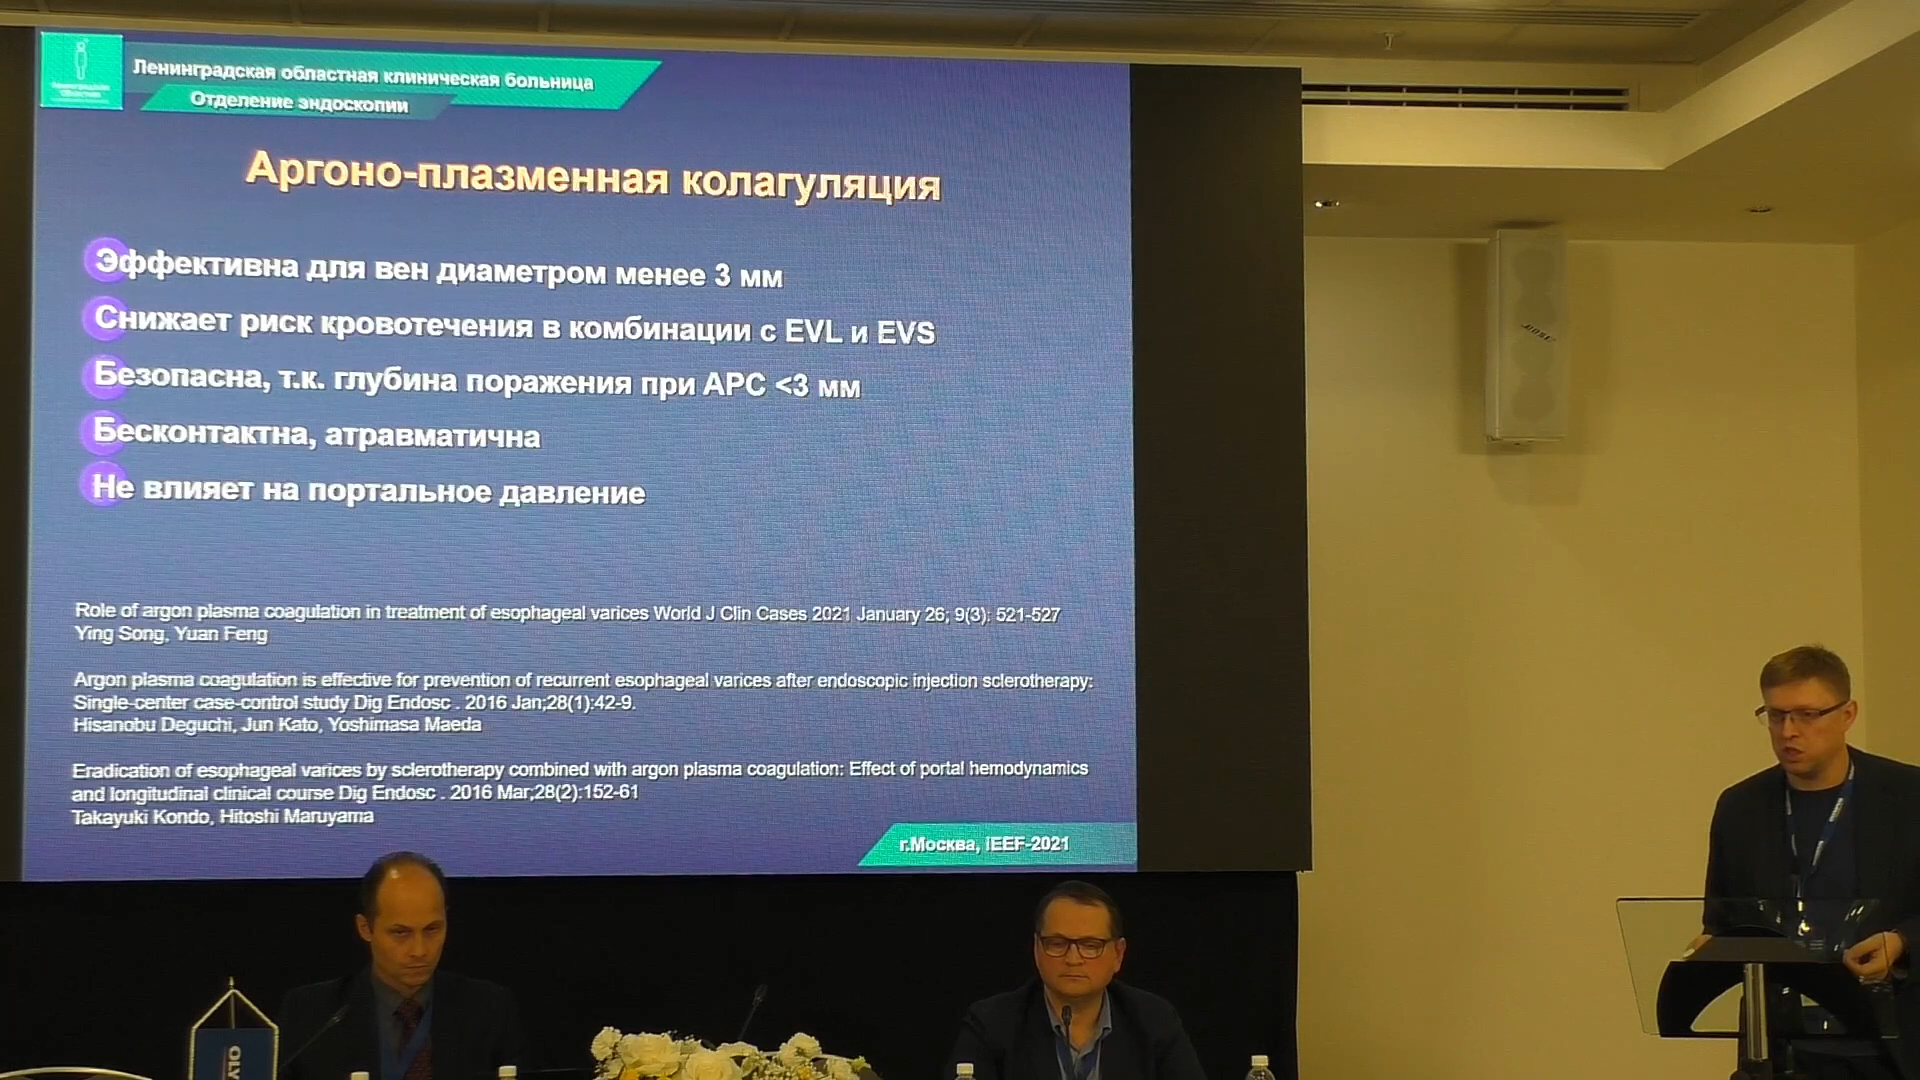 Ленинградская областная клиническая больница
Отделение эндоскопии
Аргоно-плазменная колагуляция
Эффективна для вен диаметром менее 3 мм
Снижает риск кровотечения в комбинации с EVL и EVS
Безопасна, т.к. глубина поражения при APC <3 мм
Бесконтактна, атравматична
Не влияет на портальное давление
Role of argon plasma coagulation in treatment of esophageal varices World J Clin Cases 2021 January 26; 9(3): 521-527
Ying Song, Yuan Feng
Argon plasma coagulation is effective for prevention of recurrent esophageal varices after endoscopic injection sclerotherapy:
Single-center case-control study Dig Endosc . 2016 Jan;28(1):42-9.
Hisanobu Deguchi, Jun Kato, Yoshimasa Maeda
Eradication of esophageal varices by sclerotherapy combined with argon plasma coagulation: Effect of portal hemodynamics
and longitudinal clinical course Dig Endosc . 2016 Mar;28(2):152-61
Takayuki Kondo, Hitoshi Maruyama
г.Москва, IEEF-2021
BOSE
OLY